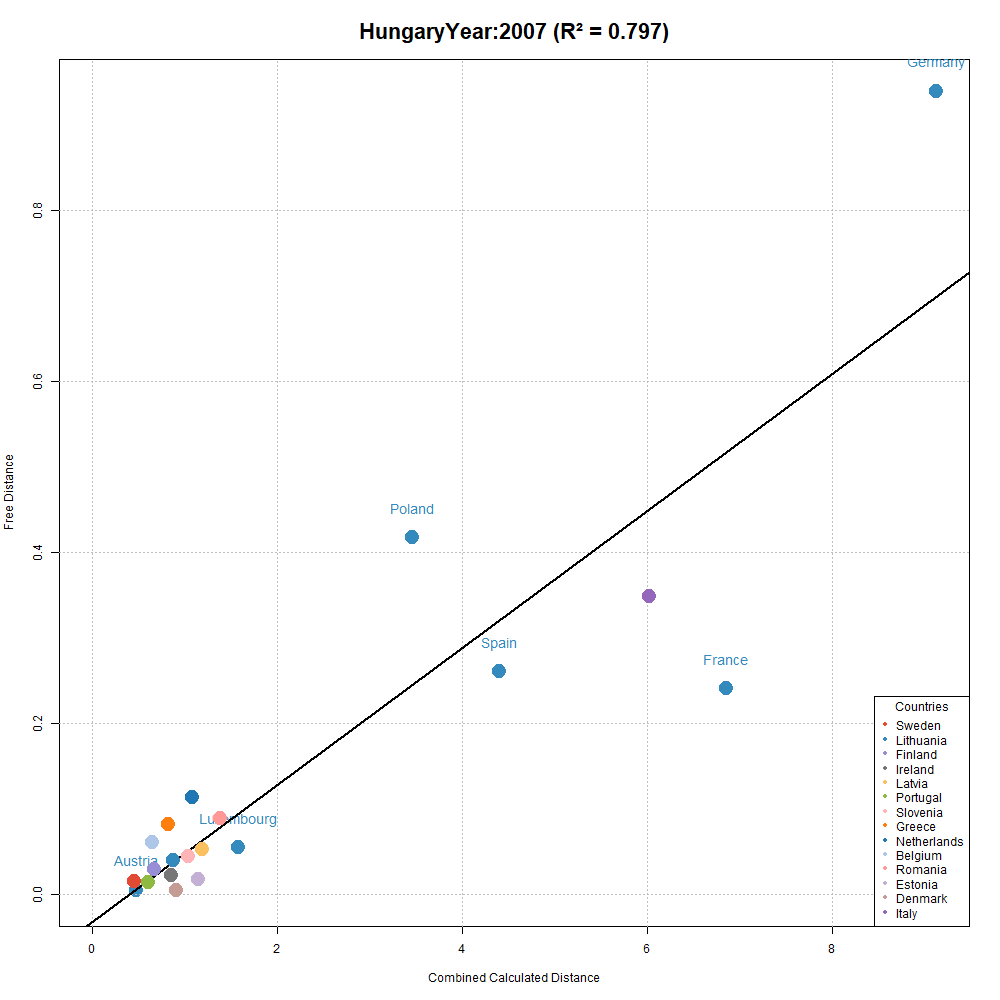 HungaryYear:2007 (R² = 0.797)
Germany
0.8
0.6
Poland
Free Distance
0.4
Spain
France
0.2
Countries
Sweden
Lithuania
Finland
Ireland
Latvia
Portugal
Slovenia
Greece
Netherlands
Belgium
Romania
Estonia
Denmark
Italy
Luxembourg
Austria
0.0
0
2
4
6
8
Combined Calculated Distance